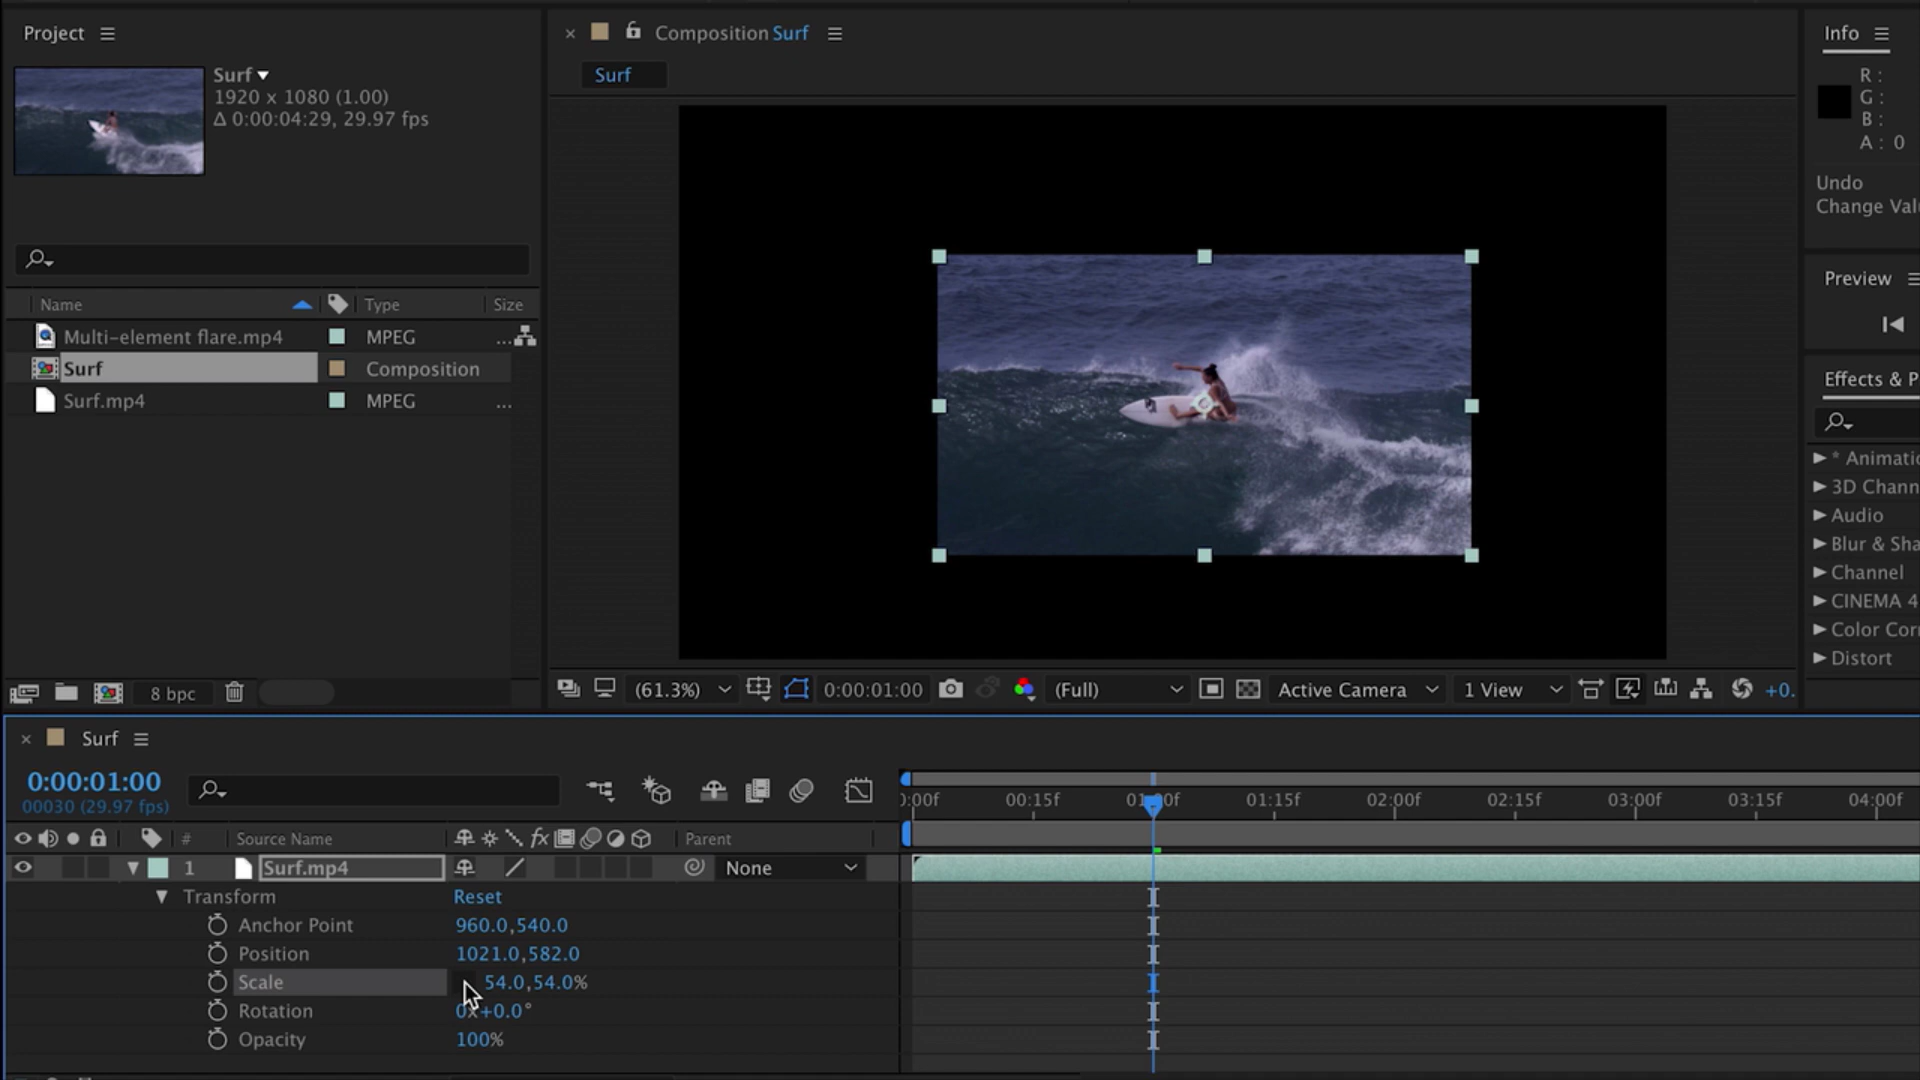 Project
Surf
1920 x 1080 (1.00)
Δ 0:00:04:29, 29.97 fps
Name
Type
Size
Multi-element flare.mp4
MPEG
...
Surf
Composition
Surf.mp4
MPEG
...
8 bpc
Composition Surf
Surf
(61.3%)
0:00:01:00
(Full)
Active Camera
1 View
+0.
Info
R :
G :
B :
A : 0
Undo
Change Val
Preview
Effects & P
* Animatio
3D Chann
Audio
Blur & Sha
Channel
CINEMA 4
Color Corr
Distort
Surf
0:00:01:00
00030 (29.97 fps)
:00f
00:15f
01:00f
01:15f
02:00f
02:15f
03:00f
03:15f
04:00f
#
Source Name
fx
Parent
1
Surf.mp4
None
Transform
Reset
Anchor Point
960.0,540.0
Position
1021.0,582.0
Scale
54.0,54.0%
Rotation
0x+0.0°
Opacity
100%